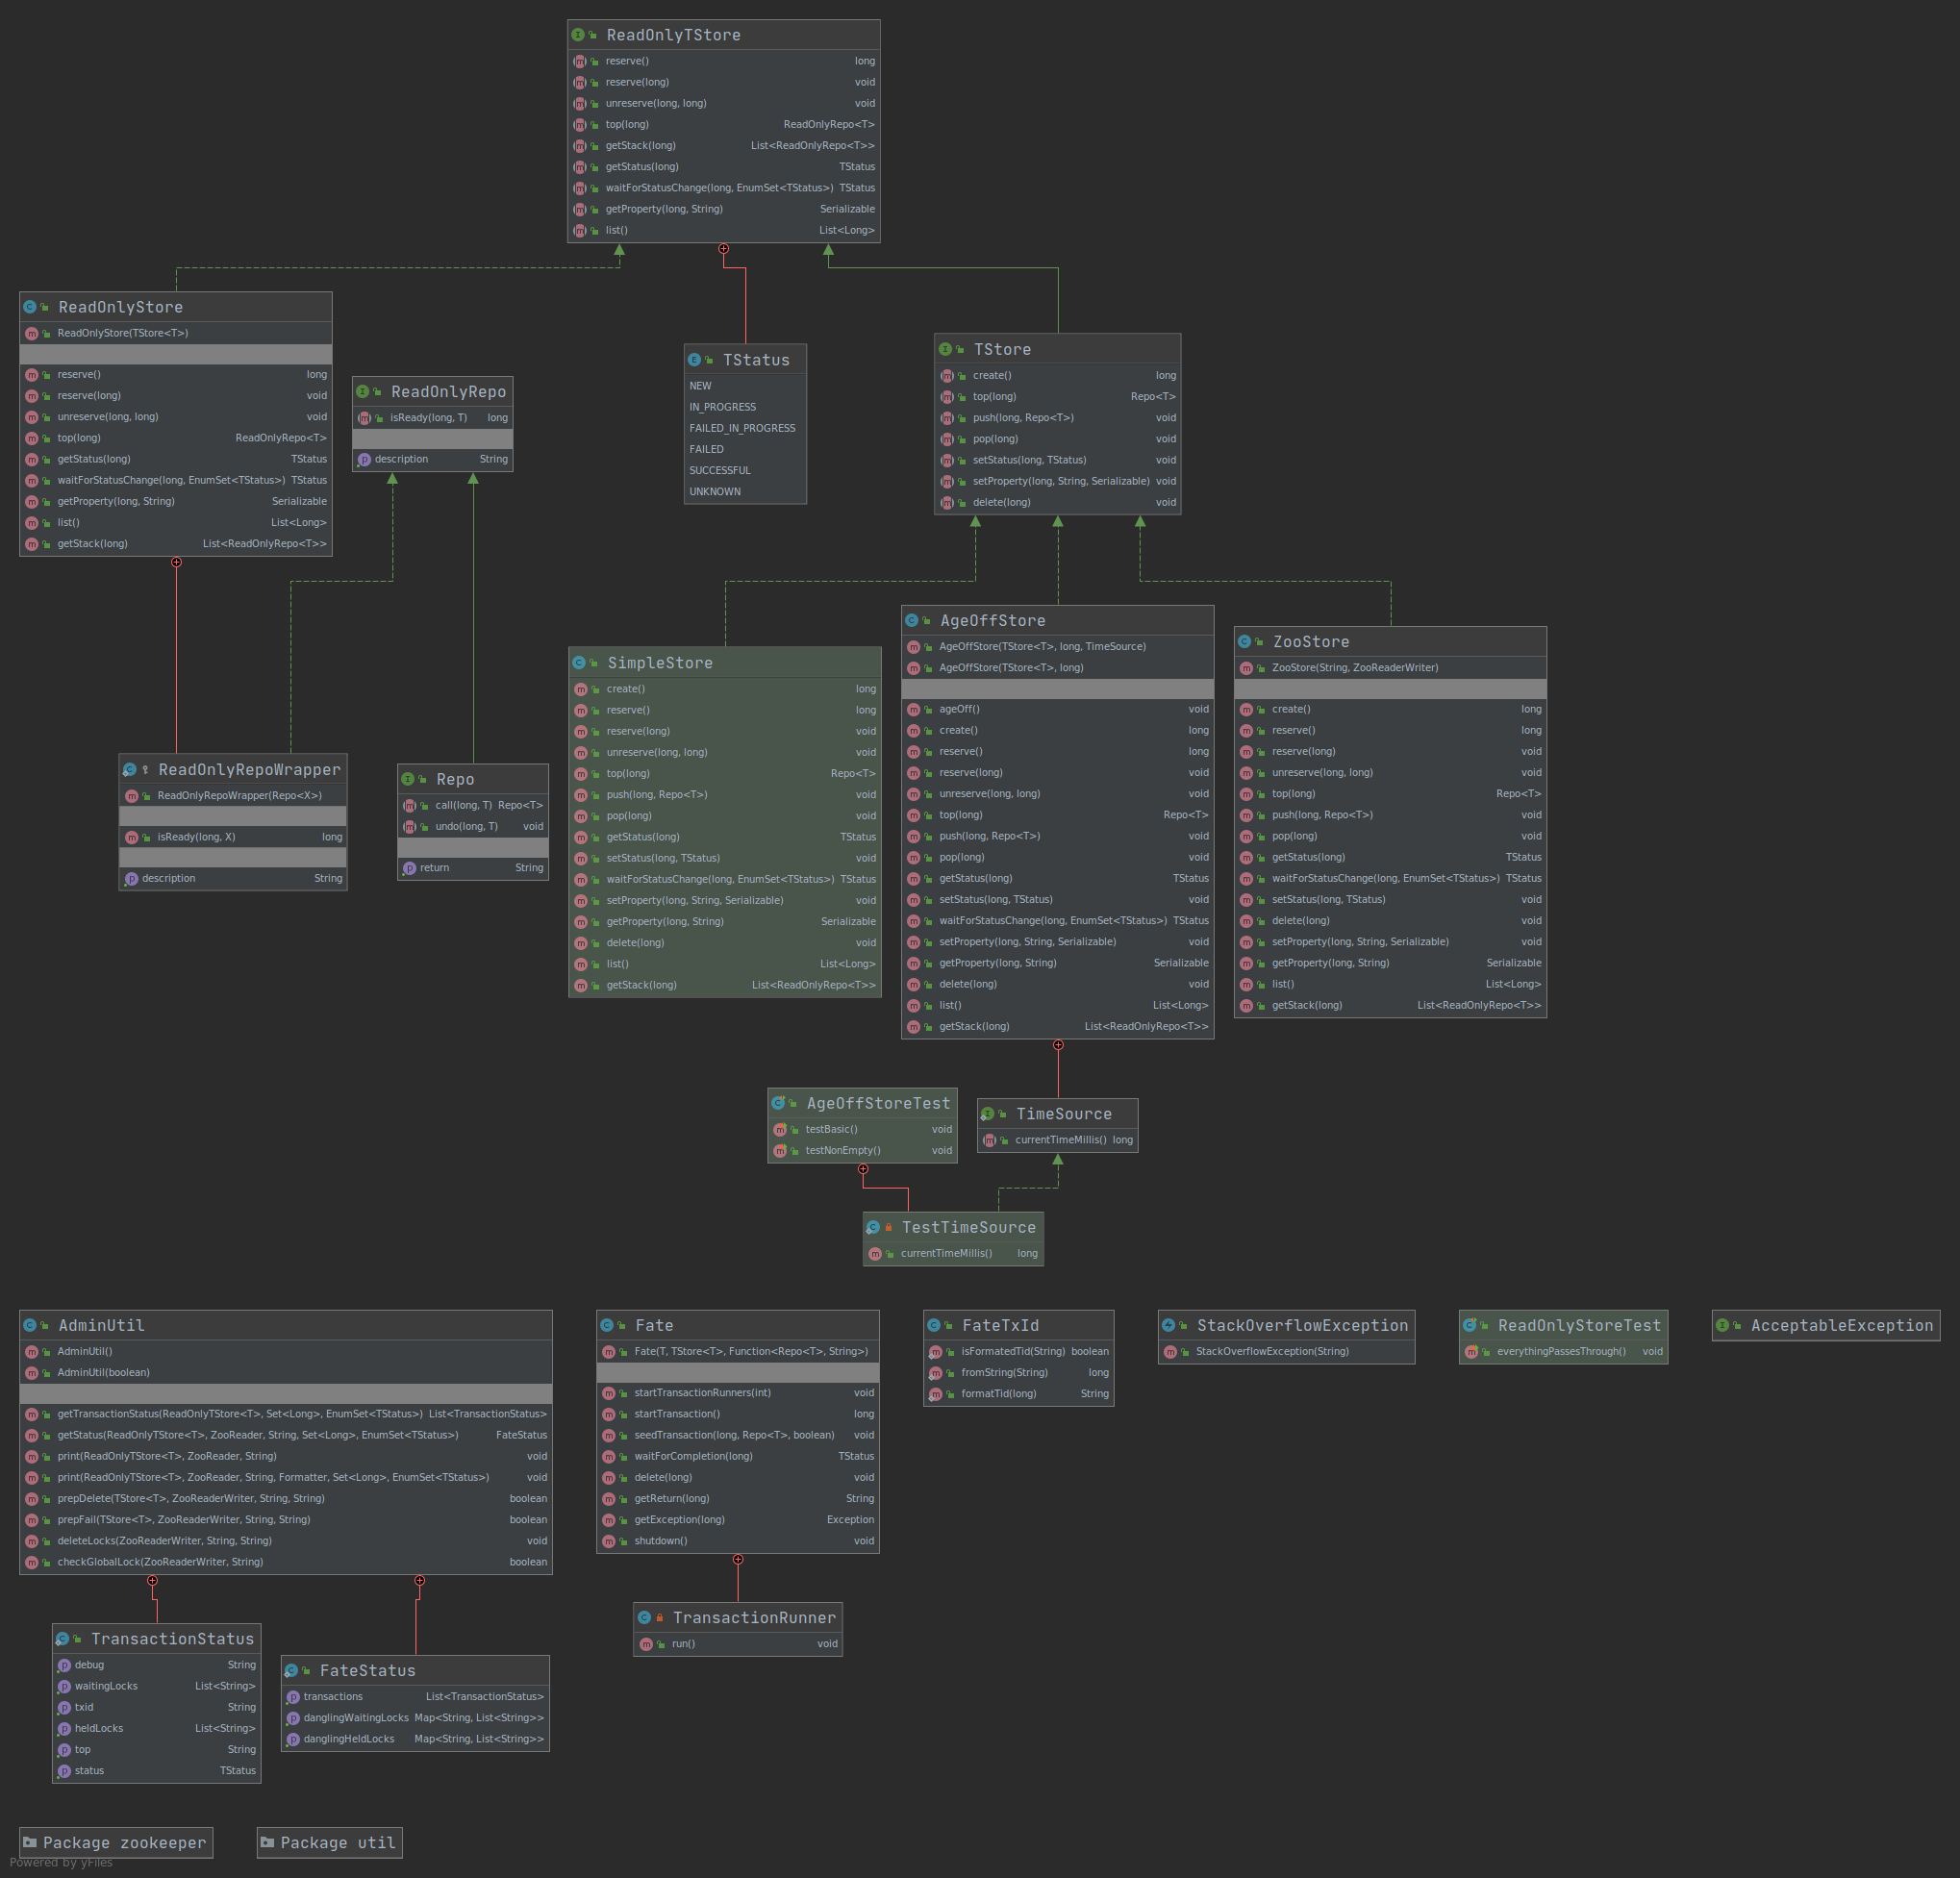 ReadOnlyTStore
reserve() long
reserve(long) void
unreserve(long, long) void
top(long) ReadOnlyRepo<T>
getStack(long) List<ReadOnlyRepo<T>>
getStatus(long) TStatus
waitForStatusChange(long, EnumSet<TStatus>) TStatus
getProperty(long, String) Serializable
list() List<Long>
ReadOnlyStore
ReadOnlyStore(TStore<T>)
reserve() long
reserve(long) void
unreserve(long, long) void
top(long) ReadOnlyRepo<T>
getStatus(long) TStatus
waitForStatusChange(long, EnumSet<TStatus>) TStatus
getProperty(long, String) Serializable
list() List<Long>
getStack(long) List<ReadOnlyRepo<T>>
ReadOnlyRepo
isReady(long, T) long
description String
TStatus
NEW
IN_PROGRESS
FAILED_IN_PROGRESS
FAILED
SUCCESSFUL
UNKNOWN
TStore
create() long
top(long) Repo<T>
push(long, Repo<T>) void
pop(long) void
setStatus(long, TStatus) void
setProperty(long, String, Serializable) void
delete(long) void
ReadOnlyRepoWrapper
ReadOnlyRepoWrapper(Repo<X>)
isReady(long, X) long
description String
Repo
call(long, T) Repo<T>
undo(long, T) void
return String
SimpleStore
create() long
reserve() long
reserve(long) void
unreserve(long, long) void
top(long) Repo<T>
push(long, Repo<T>) void
pop(long) void
getStatus(long) TStatus
setStatus(long, TStatus) void
waitForStatusChange(long, EnumSet<TStatus>) TStatus
setProperty(long, String, Serializable) void
getProperty(long, String) Serializable
delete(long) void
list() List<Long>
getStack(long) List<ReadOnlyRepo<T>>
AgeOffStore
AgeOffStore(TStore<T>, long, TimeSource)
AgeOffStore(TStore<T>, long)
ageOff() void
create() long
reserve() long
reserve(long) void
unreserve(long, long) void
top(long) Repo<T>
push(long, Repo<T>) void
pop(long) void
getStatus(long) TStatus
setStatus(long, TStatus) void
waitForStatusChange(long, EnumSet<TStatus>) TStatus
setProperty(long, String, Serializable) void
getProperty(long, String) Serializable
delete(long) void
list() List<Long>
getStack(long) List<ReadOnlyRepo<T>>
ZooStore
ZooStore(String, ZooReaderWriter)
create() long
reserve() long
reserve(long) void
unreserve(long, long) void
top(long) Repo<T>
push(long, Repo<T>) void
pop(long) void
getStatus(long) TStatus
waitForStatusChange(long, EnumSet<TStatus>) TStatus
setStatus(long, TStatus) void
delete(long) void
setProperty(long, String, Serializable) void
getProperty(long, String) Serializable
list() List<Long>
getStack(long) List<ReadOnlyRepo<T>>
AgeOffStoreTest
testBasic() void
testNonEmpty() void
TimeSource
currentTimeMillis() long
TestTimeSource
currentTimeMillis() long
AdminUtil
AdminUtil()
AdminUtil(boolean)
getTransactionStatus(ReadOnlyTStore<T>, Set<Long>, EnumSet<TStatus>) List<TransactionStatus>
getStatus(ReadOnlyTStore<T>, ZooReader, String, Set<Long>, EnumSet<TStatus>) FateStatus
print(ReadOnlyTStore<T>, ZooReader, String) void
print(ReadOnlyTStore<T>, ZooReader, String, Formatter, Set<Long>, EnumSet<TStatus>) void
prepDelete(TStore<T>, ZooReaderWriter, String, String) boolean
prepFail(TStore<T>, ZooReaderWriter, String, String) boolean
deleteLocks(ZooReaderWriter, String, String) void
checkGlobalLock(ZooReaderWriter, String) boolean
Fate
Fate(T, TStore<T>, Function<Repo<T>, String>)
startTransactionRunners(int) void
startTransaction() long
seedTransaction(long, Repo<T>, boolean) void
waitForCompletion(long) TStatus
delete(long) void
getReturn(long) String
getException(long) Exception
shutdown() void
FateTxId
isFormatedTid(String) boolean
fromString(String) long
formatTid(long) String
StackOverflowException
StackOverflowException(String)
ReadOnlyStoreTest
everythingPassesThrough() void
AcceptableException
TransactionStatus
debug String
waitingLocks List<String>
txid String
heldLocks List<String>
top String
status TStatus
FateStatus
transactions List<TransactionStatus>
danglingWaitingLocks Map<String, List<String>>
danglingHeldLocks Map<String, List<String>>
TransactionRunner
run() void
Package zookeeper
Package util
Powered by yFiles